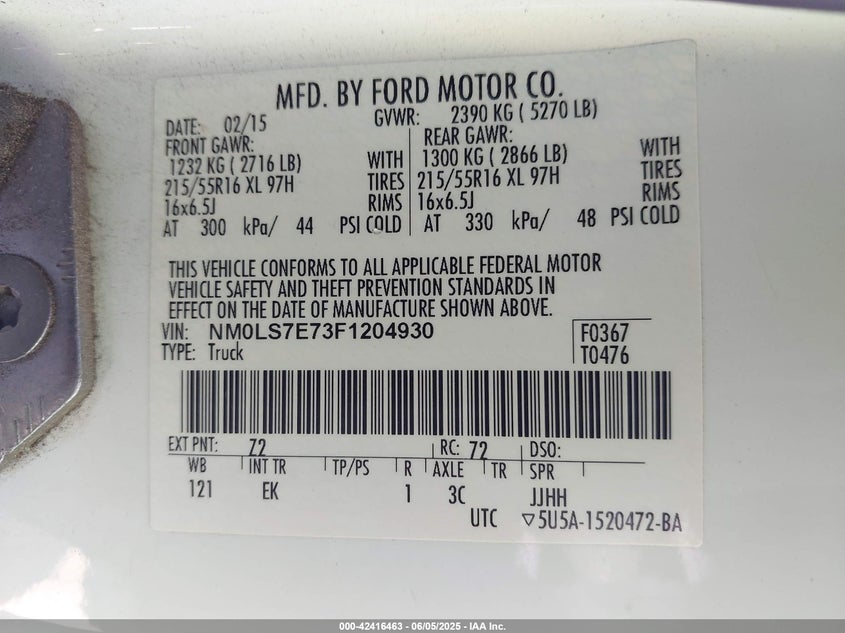 MFD. BY FORD MOTOR CO.
DATE: 02/15 GVWR: 2390 KG ( 5270 LB)
FRONT GAWR: REAR GAWR:
1232 KG ( 2716 LB) WITH 1300 KG ( 2866 LB) WITH
215/55R16 XL 97H TIRES 215/55R16 XL 97H TIRES
16x6.5J RIMS 16x6.5J RIMS
AT 300 kPa/ 44 PSI COLD AT 330 kPa/ 48 PSI COLD
THIS VEHICLE CONFORMS TO ALL APPLICABLE FEDERAL MOTOR
VEHICLE SAFETY AND THEFT PREVENTION STANDARDS IN
EFFECT ON THE DATE OF MANUFACTURE SHOWN ABOVE.
VIN: NM0LS7E73F1204930 F0367
TYPE: Truck T0476
EXT PNT: 72 RC: 72 DSO:
WB INT TR TP/PS R AXLE TR SPR
121 EK 1 3C JJHH
UTC ▽5U5A-1520472-BA
000-42416463 - 06/05/2025 - IAA Inc.